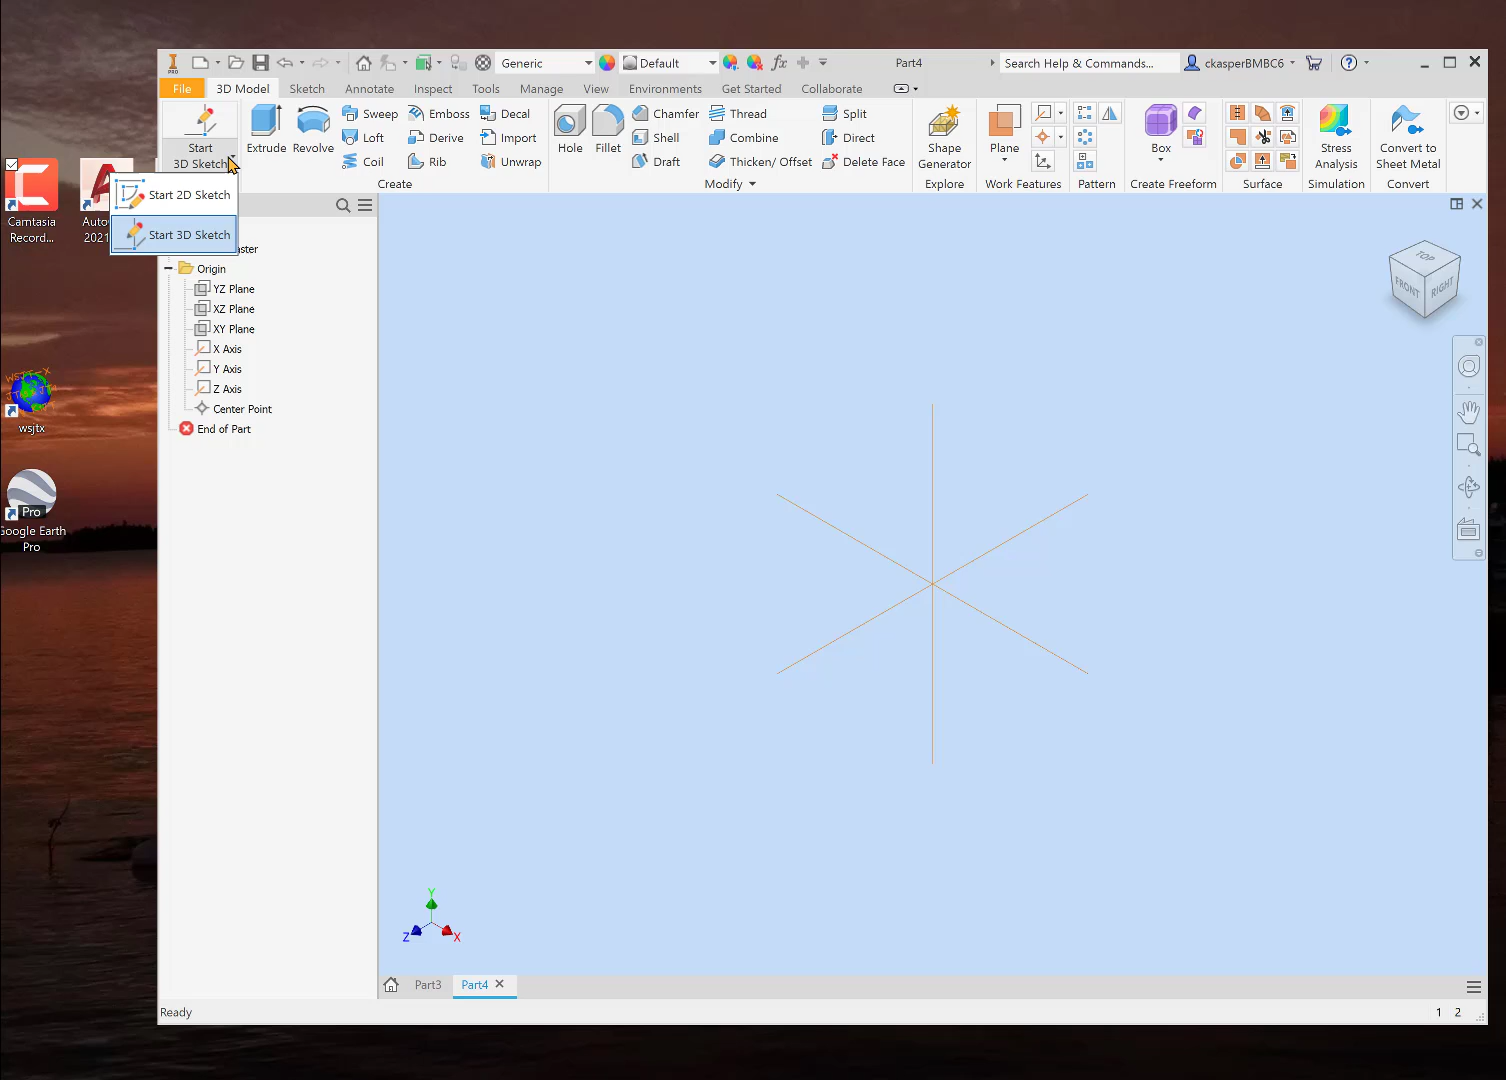 PRO
Generic
Default
fx
Part4
Search Help & Commands...
ckasperBMBC6
File
3D Model
Sketch
Annotate
Inspect
Tools
Manage
View
Environments
Get Started
Collaborate
Start
3D Sketch
Extrude
Revolve
Sweep
Loft
Coil
Emboss
Derive
Rib
Decal
Import
Unwrap
Create
Hole
Fillet
Chamfer
Shell
Draft
Thread
Combine
Thicken/ Offset
Split
Direct
Delete Face
Modify
Shape
Generator
Explore
Plane
Work Features
Pattern
Box
Create Freeform
Surface
Stress
Analysis
Simulation
Convert to
Sheet Metal
Convert
Start 2D Sketch
Start 3D Sketch
Origin
YZ Plane
XZ Plane
XY Plane
X Axis
Y Axis
Z Axis
Center Point
End of Part
Camtasia
Record...
2021
wsjtx
Pro
Google Earth
Pro
TOP
FRONT
RIGHT
Y
Z
X
Part3
Part4
Ready
1 2